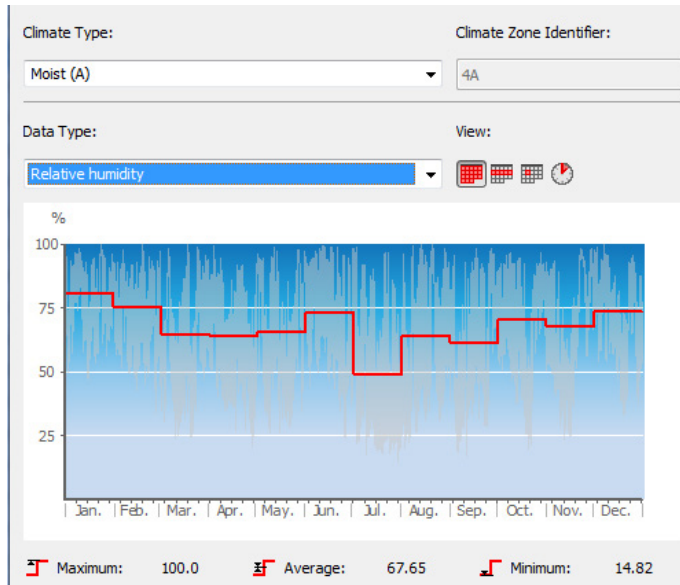 Climate Type:
Climate Zone Identifier:
Moist (A)
4A
Data Type:
View:
Relative humidity
%
100
75
50
25
Jan. Feb. Mar. Apr. May. Jun. Jul. Aug. Sep. Oct. Nov. Dec.
Maximum: 100.0 Average: 67.65 Minimum: 14.82